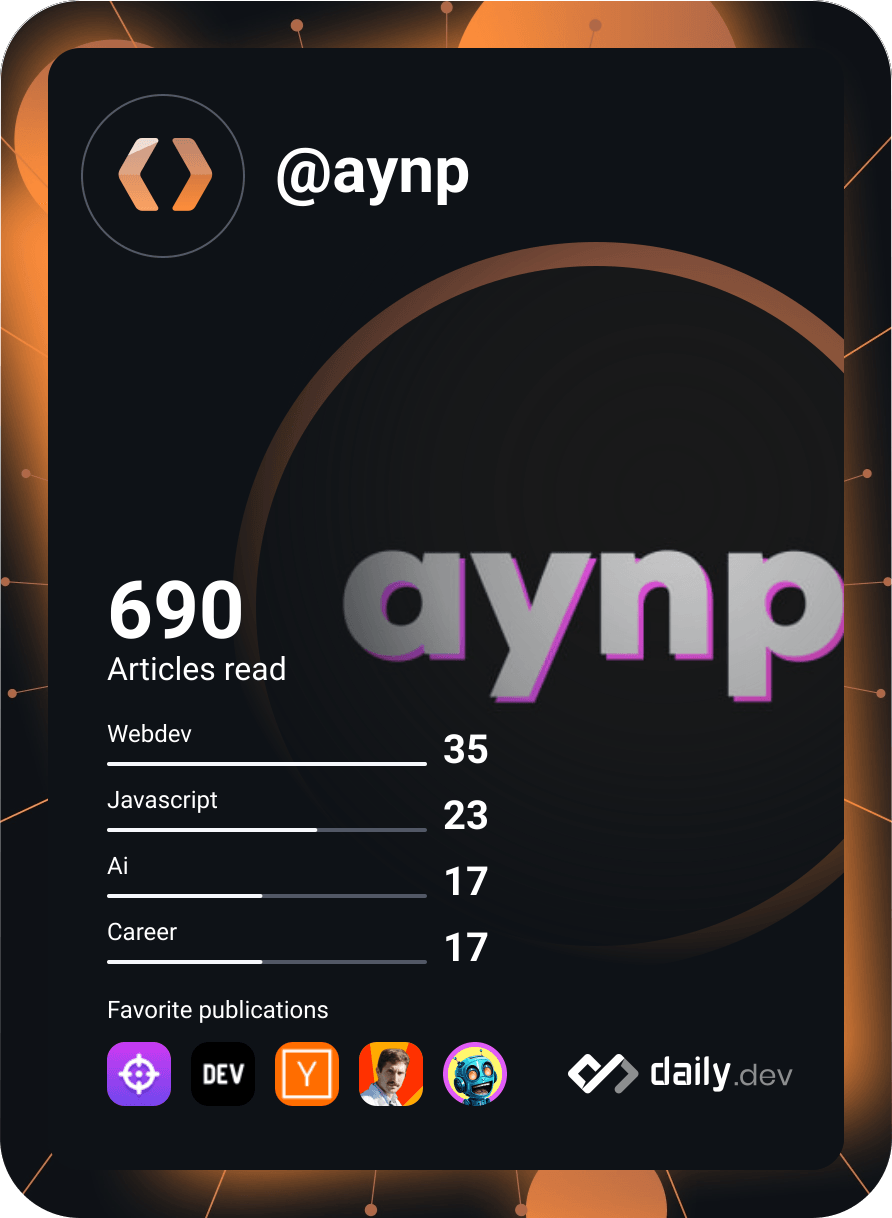 @aynp
aynp
690
Articles read
Webdev
35
Javascript
23
Ai
17
Career
17
Favorite publications
DEV
Y
daily.dev